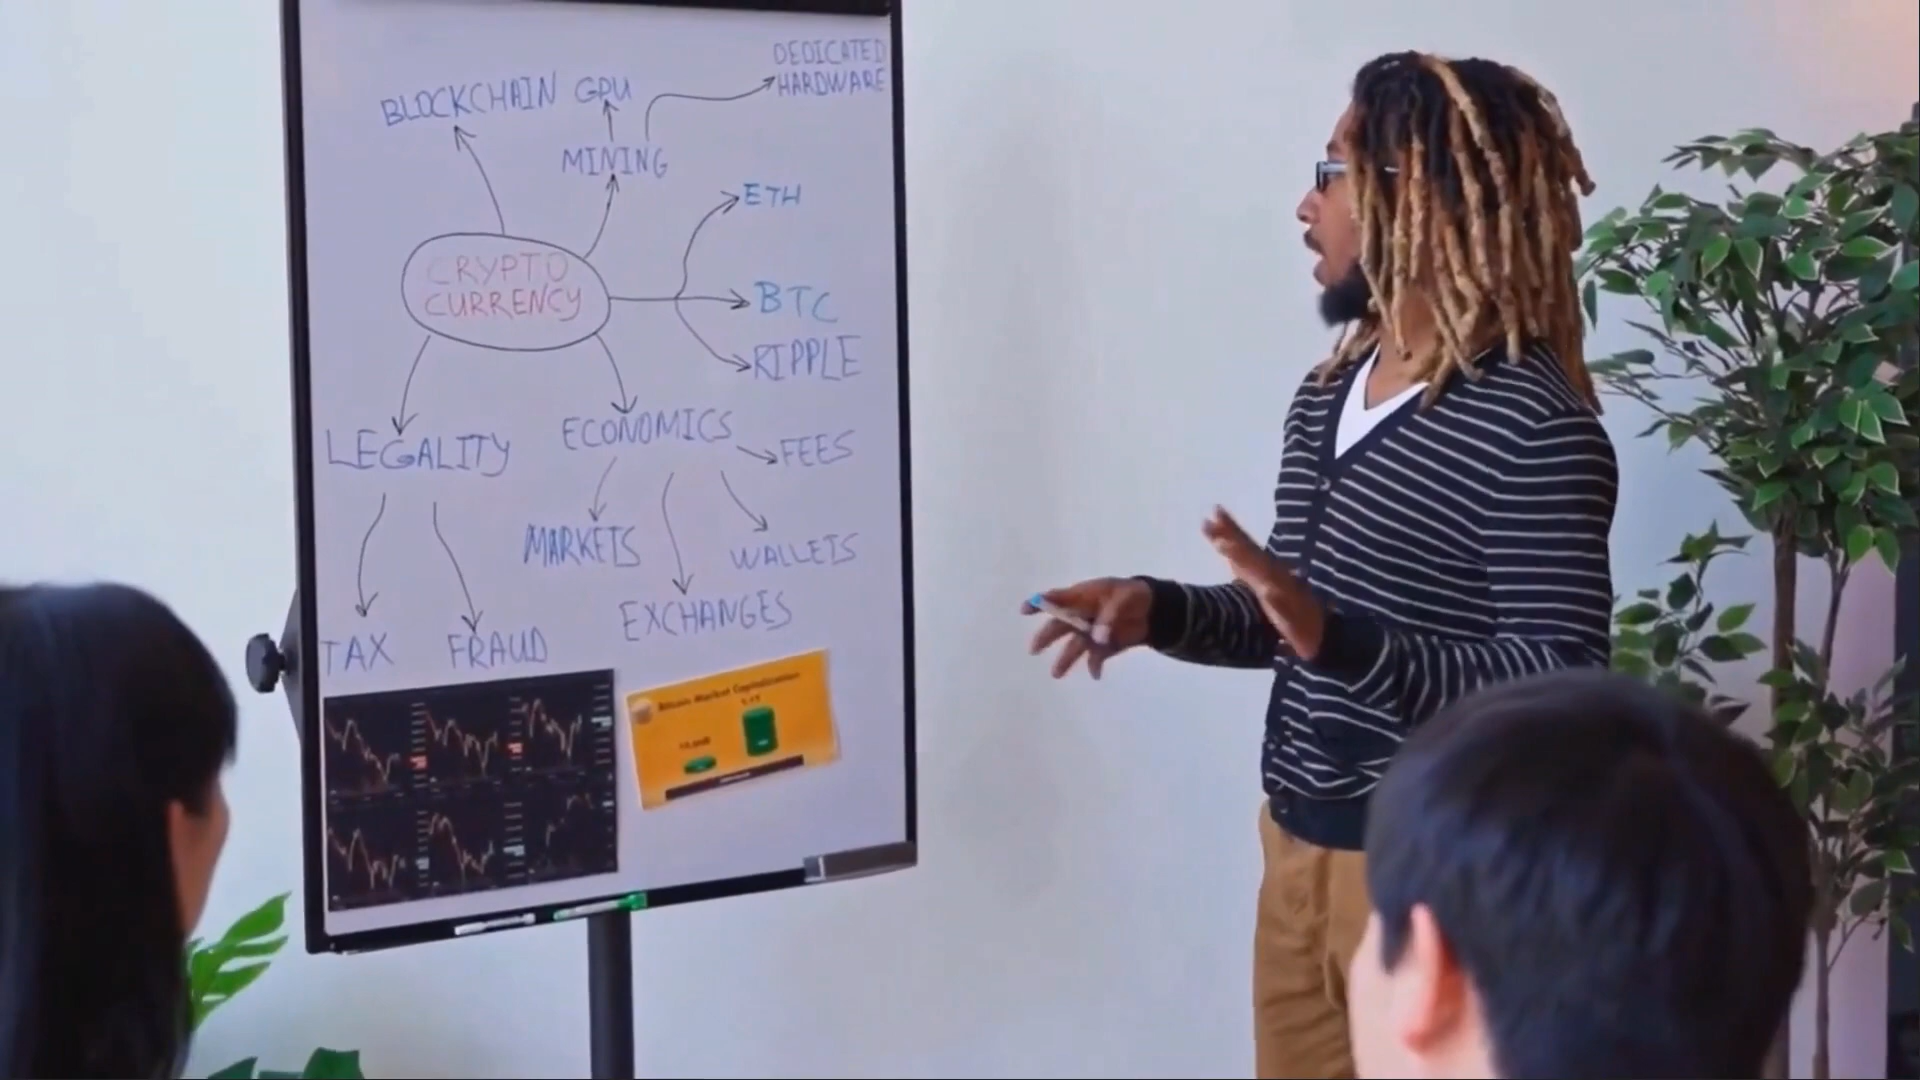 DEDICATED
HARDWARE
BLOCKCHAIN GPU
MINING
ETH
CRYPTO
CURRENCY
BTC
RIPPLE
LEGALITY
ECONOMICS
FEES
MARKETS
WALLETS
EXCHANGES
TAX
FRAUD
Bitcoin Market Capitalization